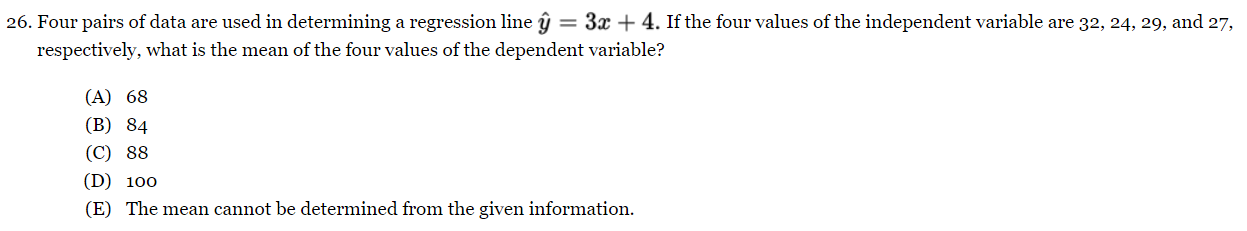 26. Four pairs of data are used in determining a regression line ŷ = 3x + 4. If the four values of the independent variable are 32, 24, 29, and 27,
respectively, what is the mean of the four values of the dependent variable?
(A) 68
(B) 84
(C) 88
(D) 100
(E) The mean cannot be determined from the given information.